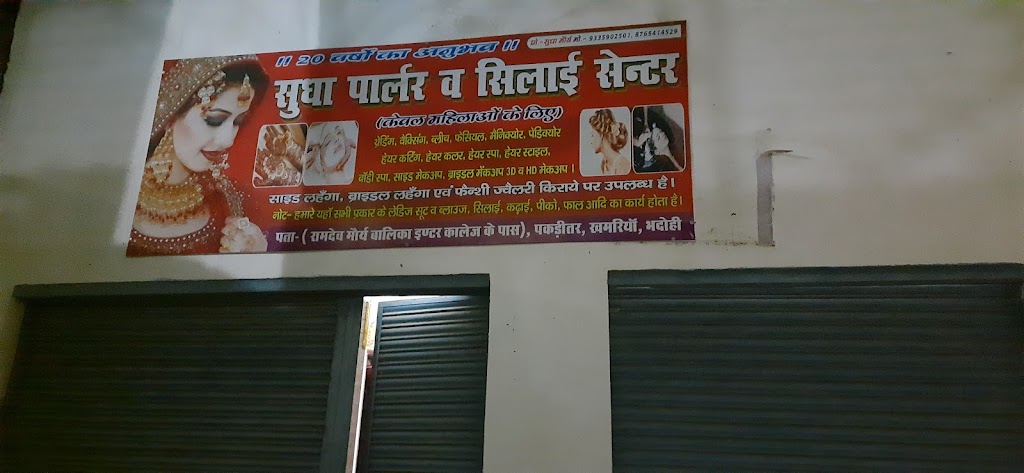 !! 20 वर्षो का अनुभव !!
प्रो.- सुधा मौर्य मो.- 9135902501, 8765414529
सुधा पार्लर व सिलाई सेन्टर
(केवल महिलाओं के लिए)
थ्रेडिंग, वैक्सिंग, ब्लीच, फेसियल, मैनिक्योर, पेडिक्योर
हेयर कटिंग, हेयर कलर, हेयर स्पा, हेयर स्टाइल,
बॉडी स्पा, साइड मेकअप, ब्राइडल मेकअप 3D व HD मेकअप।
साइड लहँगा, ब्राइडल लहँगा एवं फैन्शी ज्वैलरी किराये पर उपलब्ध है।
नोट- हमारे यहाँ सभी प्रकार के लेडिज सूट व ब्लाउज, सिलाई, कढ़ाई, पीको, फाल आदि का कार्य होता है।
पता- ( रामदेव मौर्य बालिका इण्टर कालेज के पास), पकड़ीतर, खमरियाँ, भदोही